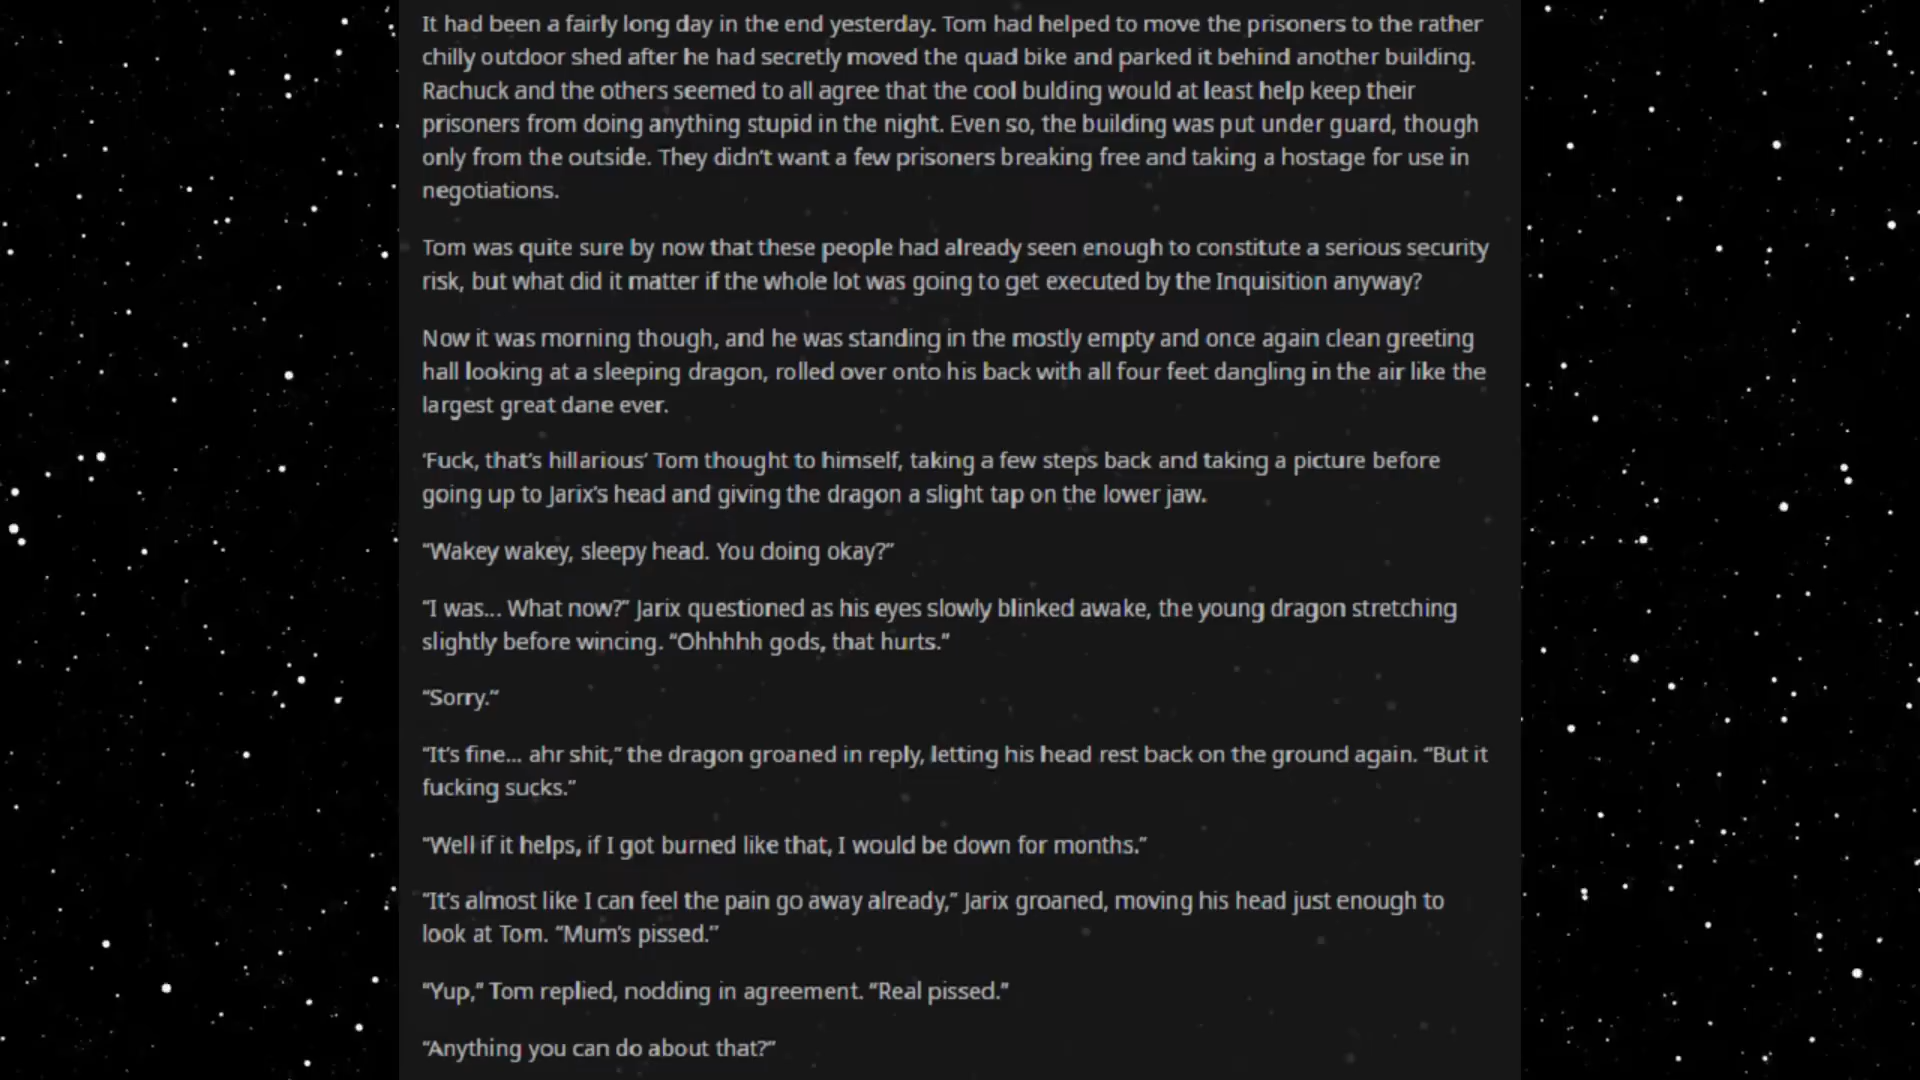 It had been a fairly long day in the end yesterday. Tom had helped to move the prisoners to the rather
chilly outdoor shed after he had secretly moved the quad bike and parked it behind another building.
Rachuck and the others seemed to all agree that the cool bulding would at least help keep their
prisoners from doing anything stupid in the night. Even so, the building was put under guard, though
only from the outside. They didn’t want a few prisoners breaking free and taking a hostage for use in
negotiations.
Tom was quite sure by now that these people had already seen enough to constitute a serious security
risk, but what did it matter if the whole lot was going to get executed by the Inquisition anyway?
Now it was morning though, and he was standing in the mostly empty and once again clean greeting
hall looking at a sleeping dragon, rolled over onto his back with all four feet dangling in the air like the
largest great dane ever.
‘Fuck, that’s hillarious’ Tom thought to himself, taking a few steps back and taking a picture before
going up to Jarix’s head and giving the dragon a slight tap on the lower jaw.
“Wakey wakey, sleepy head. You doing okay?”
“I was... What now?” Jarix questioned as his eyes slowly blinked awake, the young dragon stretching
slightly before wincing. “Ohhhhh gods, that hurts.”
“Sorry.”
“It’s fine... ahr shit,” the dragon groaned in reply, letting his head rest back on the ground again. “But it
fucking sucks.”
“Well if it helps, if I got burned like that, I would be down for months.”
“It’s almost like I can feel the pain go away already,” Jarix groaned, moving his head just enough to
look at Tom. “Mum’s pissed.”
“Yup,” Tom replied, nodding in agreement. “Real pissed.”
“Anything you can do about that?”